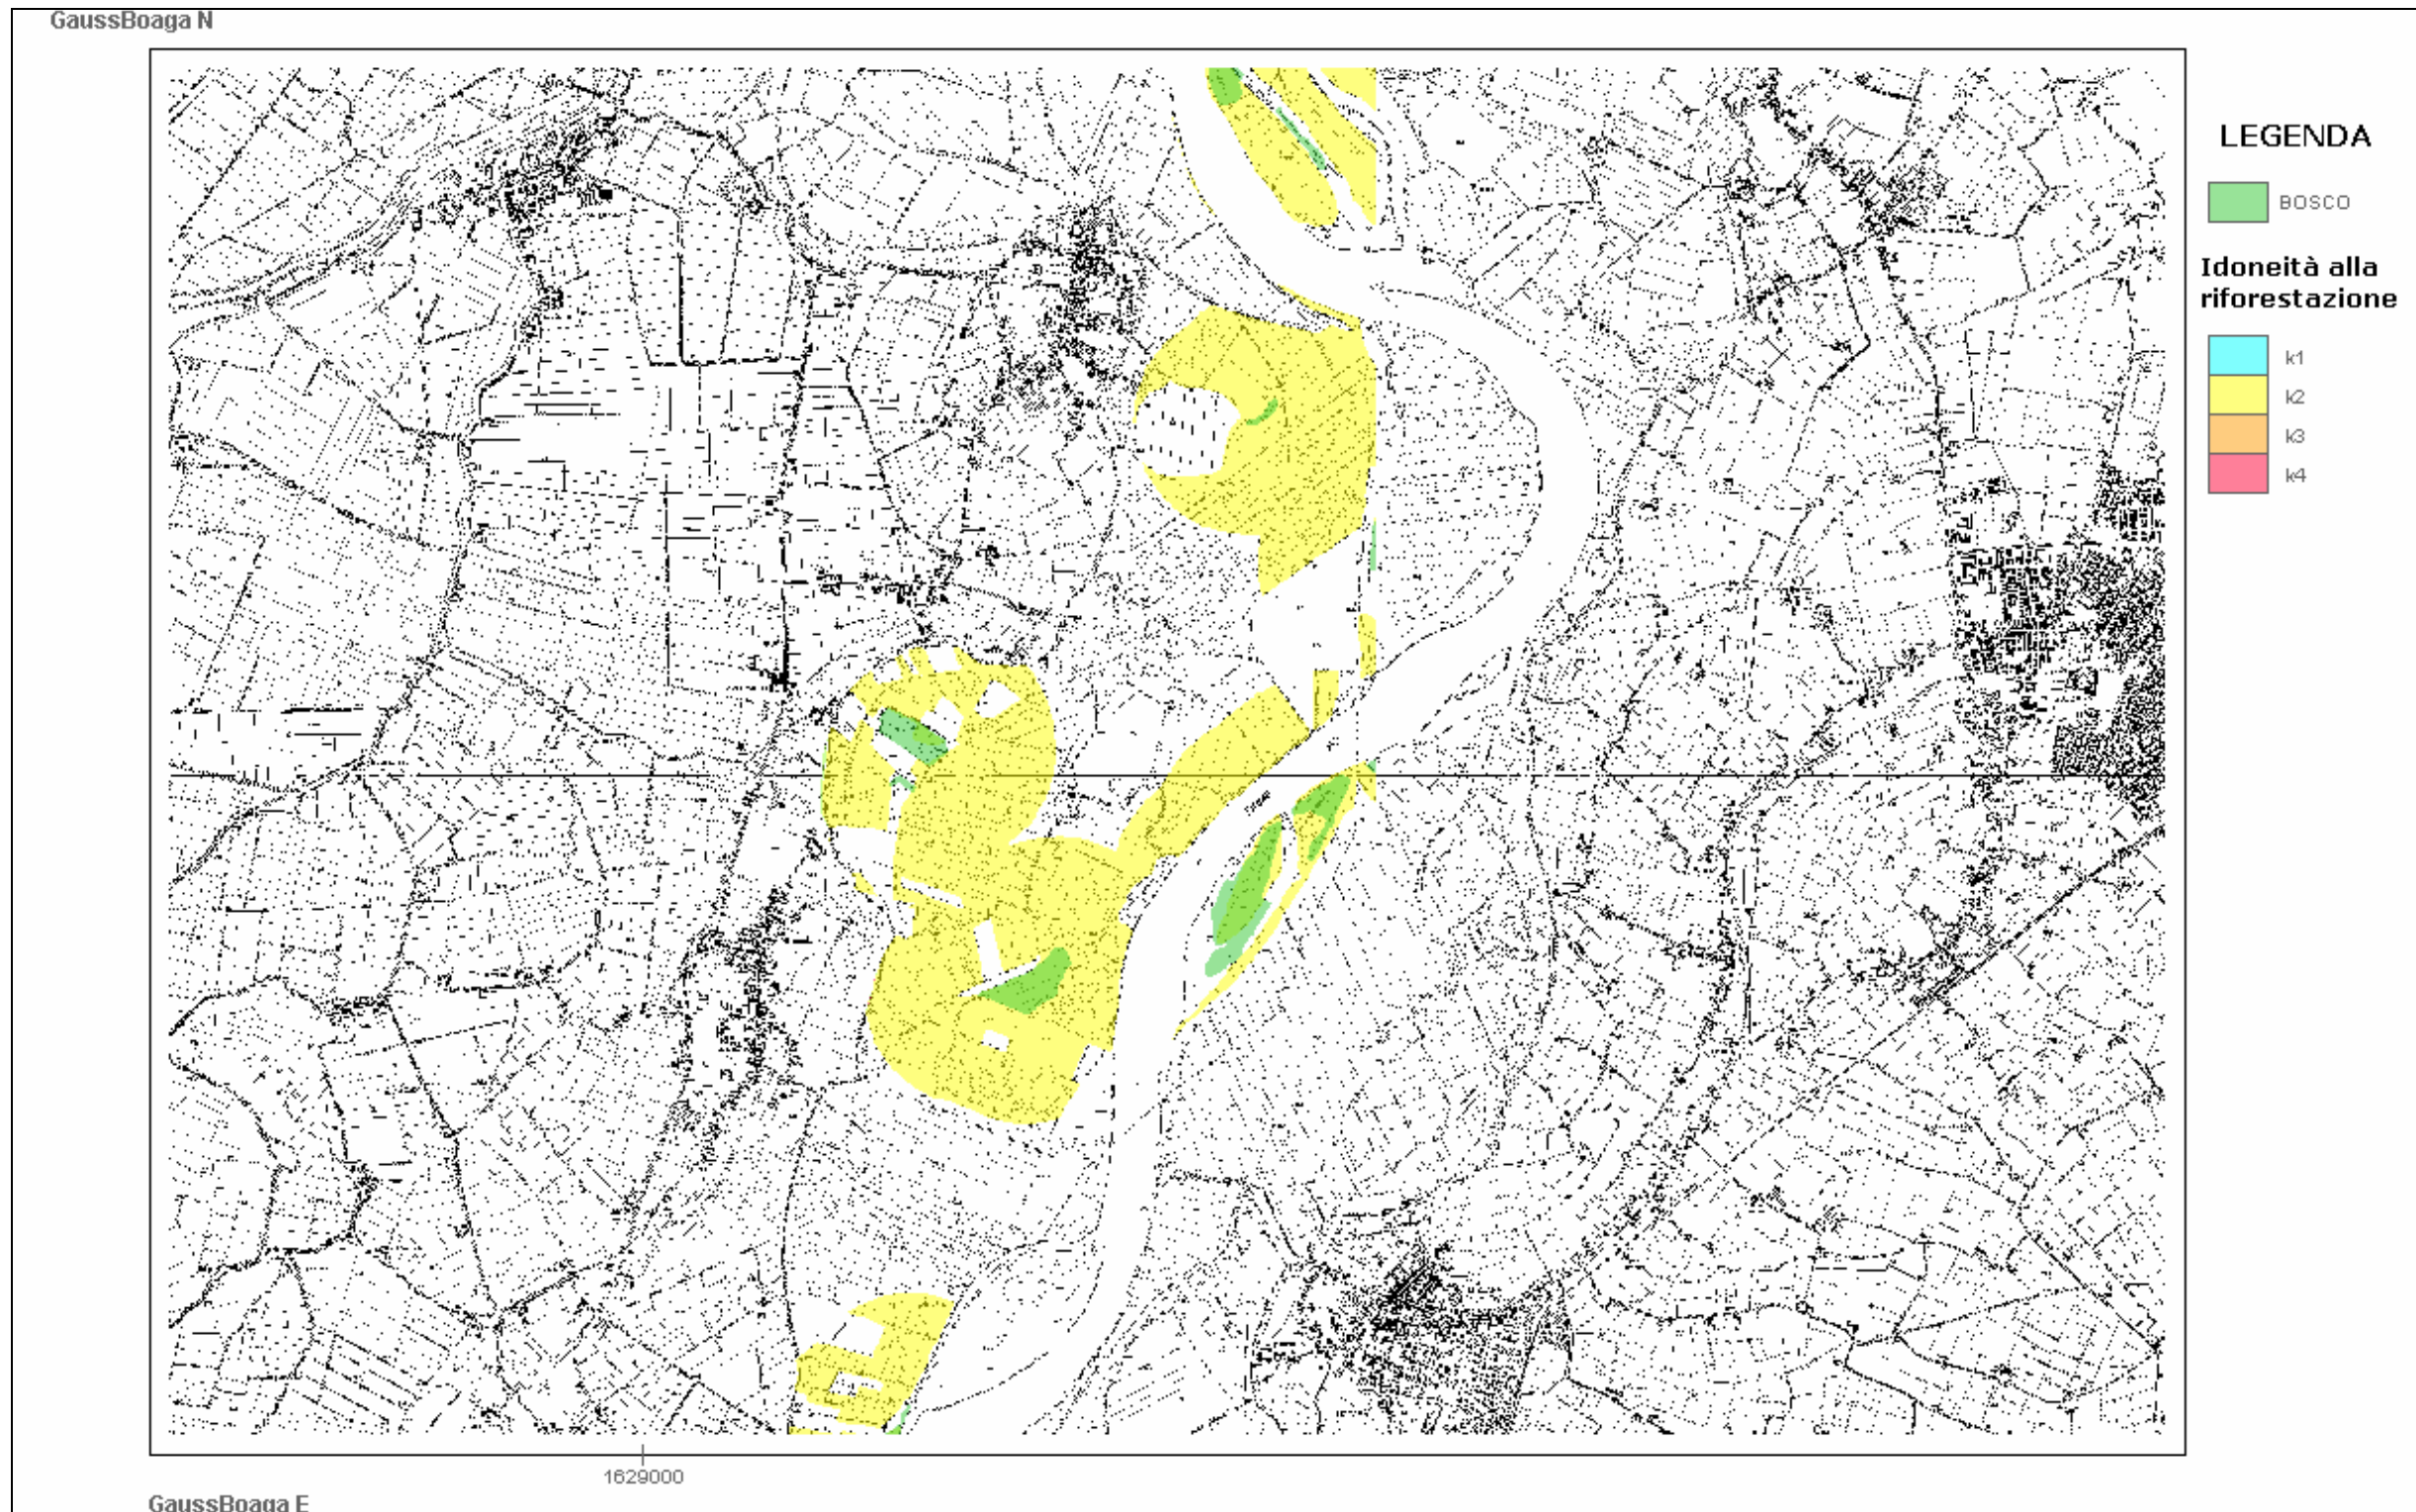 GaussBoaga N
LEGENDA
BOSCO
Idoneità alla
riforestazione
k1
k2
k3
k4
1629000
GaussBoaga E